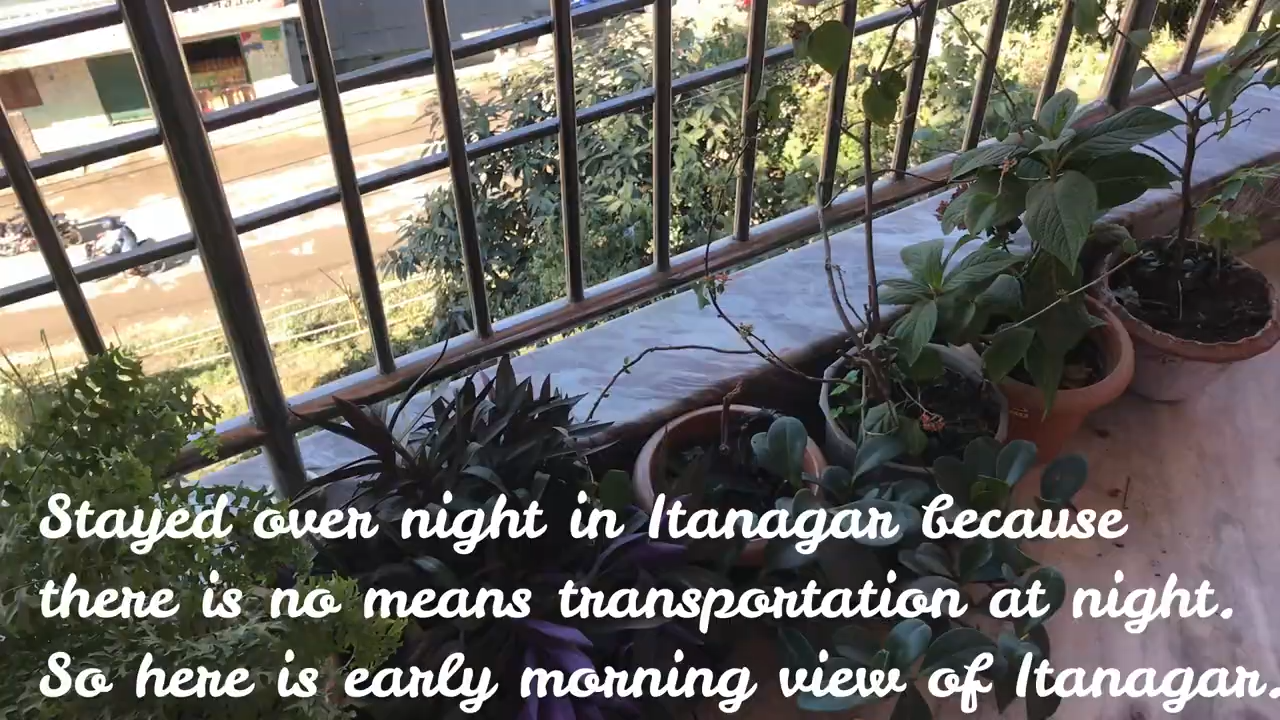 Stayed over night in Itanagar because
there is no means transportation at night.
So here is early morning view of Itanagar.